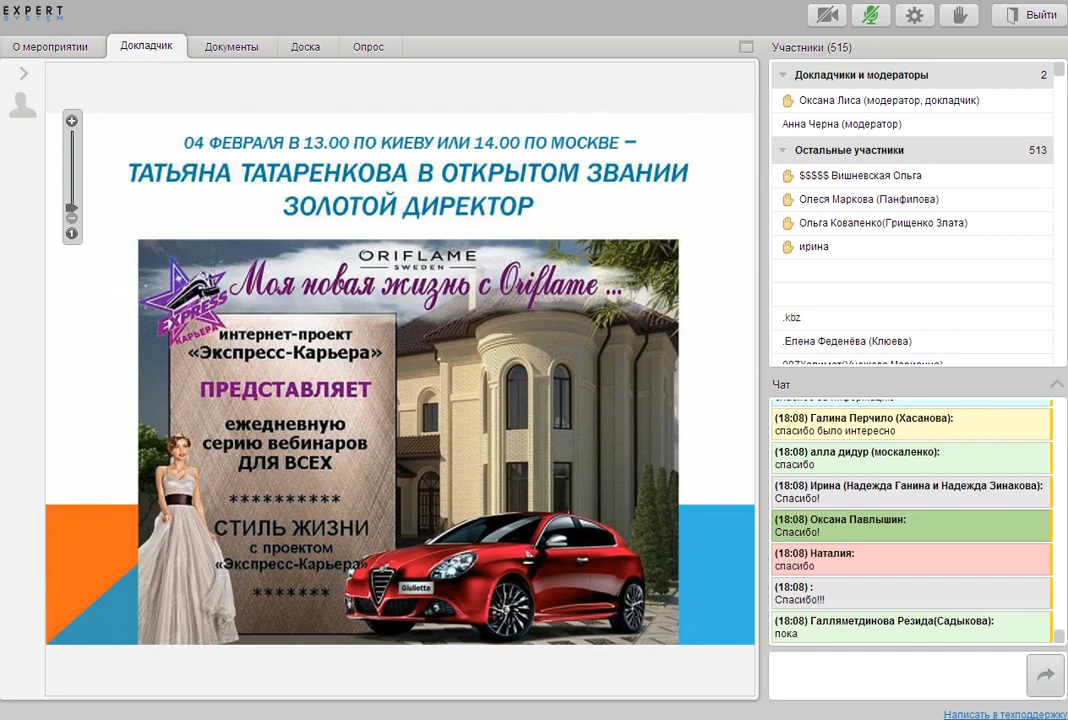 EXPERT
SYSTEM
Выйти
О мероприятии
Докладчик
Документы
Доска
Опрос
04 ФЕВРАЛЯ В 13.00 ПО КИЕВУ ИЛИ 14.00 ПО МОСКВЕ –
ТАТЬЯНА ТАТАРЕНКОВА В ОТКРЫТОМ ЗВАНИИ
ЗОЛОТОЙ ДИРЕКТОР
ORIFLAME
SWEDEN
Моя новая жизнь с Oriflame ...
EXPRESS
КАРЬЕРА
интернет-проект
«Экспресс-Карьера»
ПРЕДСТАВЛЯЕТ
ежедневную
серию вебинаров
ДЛЯ ВСЕХ
**********
СТИЛЬ ЖИЗНИ
с проектом
«Экспресс-Карьера»
*******
Giulietta
Участники (515)
Докладчики и модераторы 2
Оксана Лиса (модератор, докладчик)
Анна Черна (модератор)
Остальные участники 513
$$$$$ Вишневская Ольга
Олеся Маркова (Панфилова)
Ольга Коваленко(Грищенко Злата)
ирина
.kbz
.Елена Феденёва (Клюева)
Чат
(18:08) Галина Перчило (Хасанова):
спасибо было интересно
(18:08) алла дидур (москаленко):
спасибо
(18:08) Ирина (Надежда Ганина и Надежда Зинакова):
Спасибо!
(18:08) Оксана Павлышин:
Спасибо!
(18:08) Наталия:
спасибо
(18:08) :
Спасибо!!!
(18:08) Галляметдинова Резида(Садыкова):
пока
Написать в техподдержку